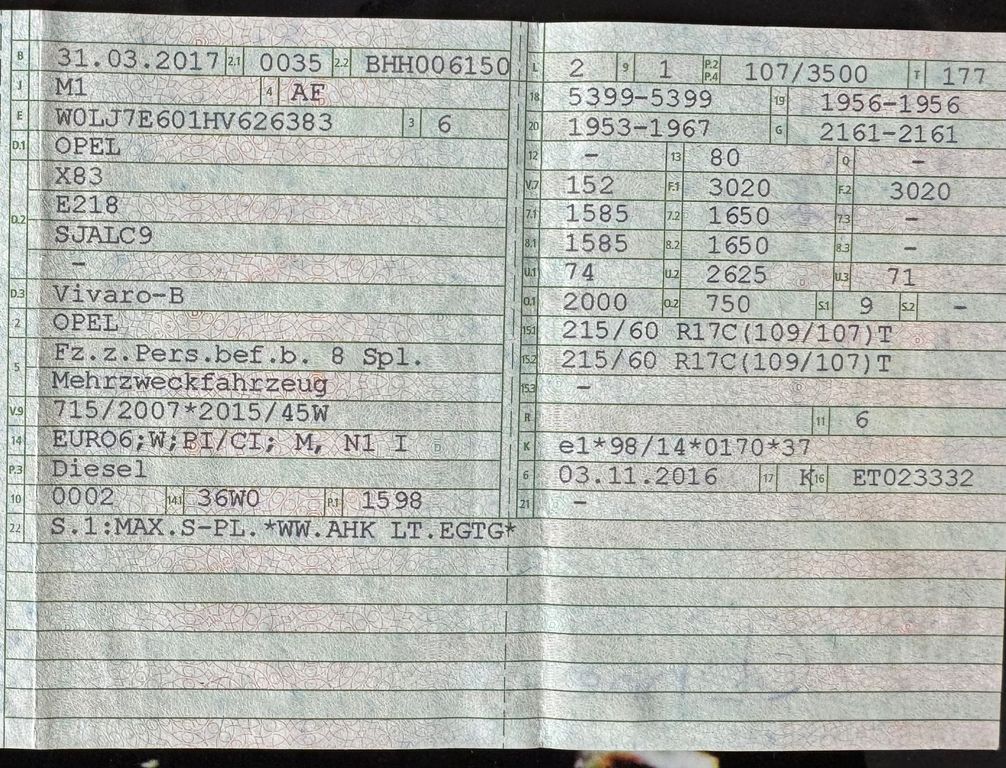 B 31.03.2017 2.1 0035 2.2 BHH006150
J M1 4 AF
E W0LJ7E601HV626383 3 6
D.1 OPEL
X83
D.2 E218
SJALC9
-
D.3 Vivaro-B
2 OPEL
5 Fz.z.Pers.bef.b. 8 Spl.
Mehrzweckfahrzeug
V.9 715/2007*2015/45W
14 EURO6;W;PI/CI; M, N1 I
P.3 Diesel
10 0002 14.1 36W0 P.1 1598
22 S.1:MAX.S-PL.*WW.AHK LT.EGTG*
L 2 9 1 P.2 P.4 107/3500 T 177
18 5399-5399 19 1956-1956
20 1953-1967 G 2161-2161
12 - 13 80 Q -
V.7 152 F.1 3020 F.2 3020
7.1 1585 7.2 1650 7.3 -
8.1 1585 8.2 1650 8.3 -
U.1 74 U.2 2625 U.3 71
O.1 2000 O.2 750 S.1 9 S.2 -
15.1 215/60 R17C(109/107)T
15.2 215/60 R17C(109/107)T
15.3 -
R 11 6
K e1*98/14*0170*37
6 03.11.2016 17 K 16 ET023332
21 -